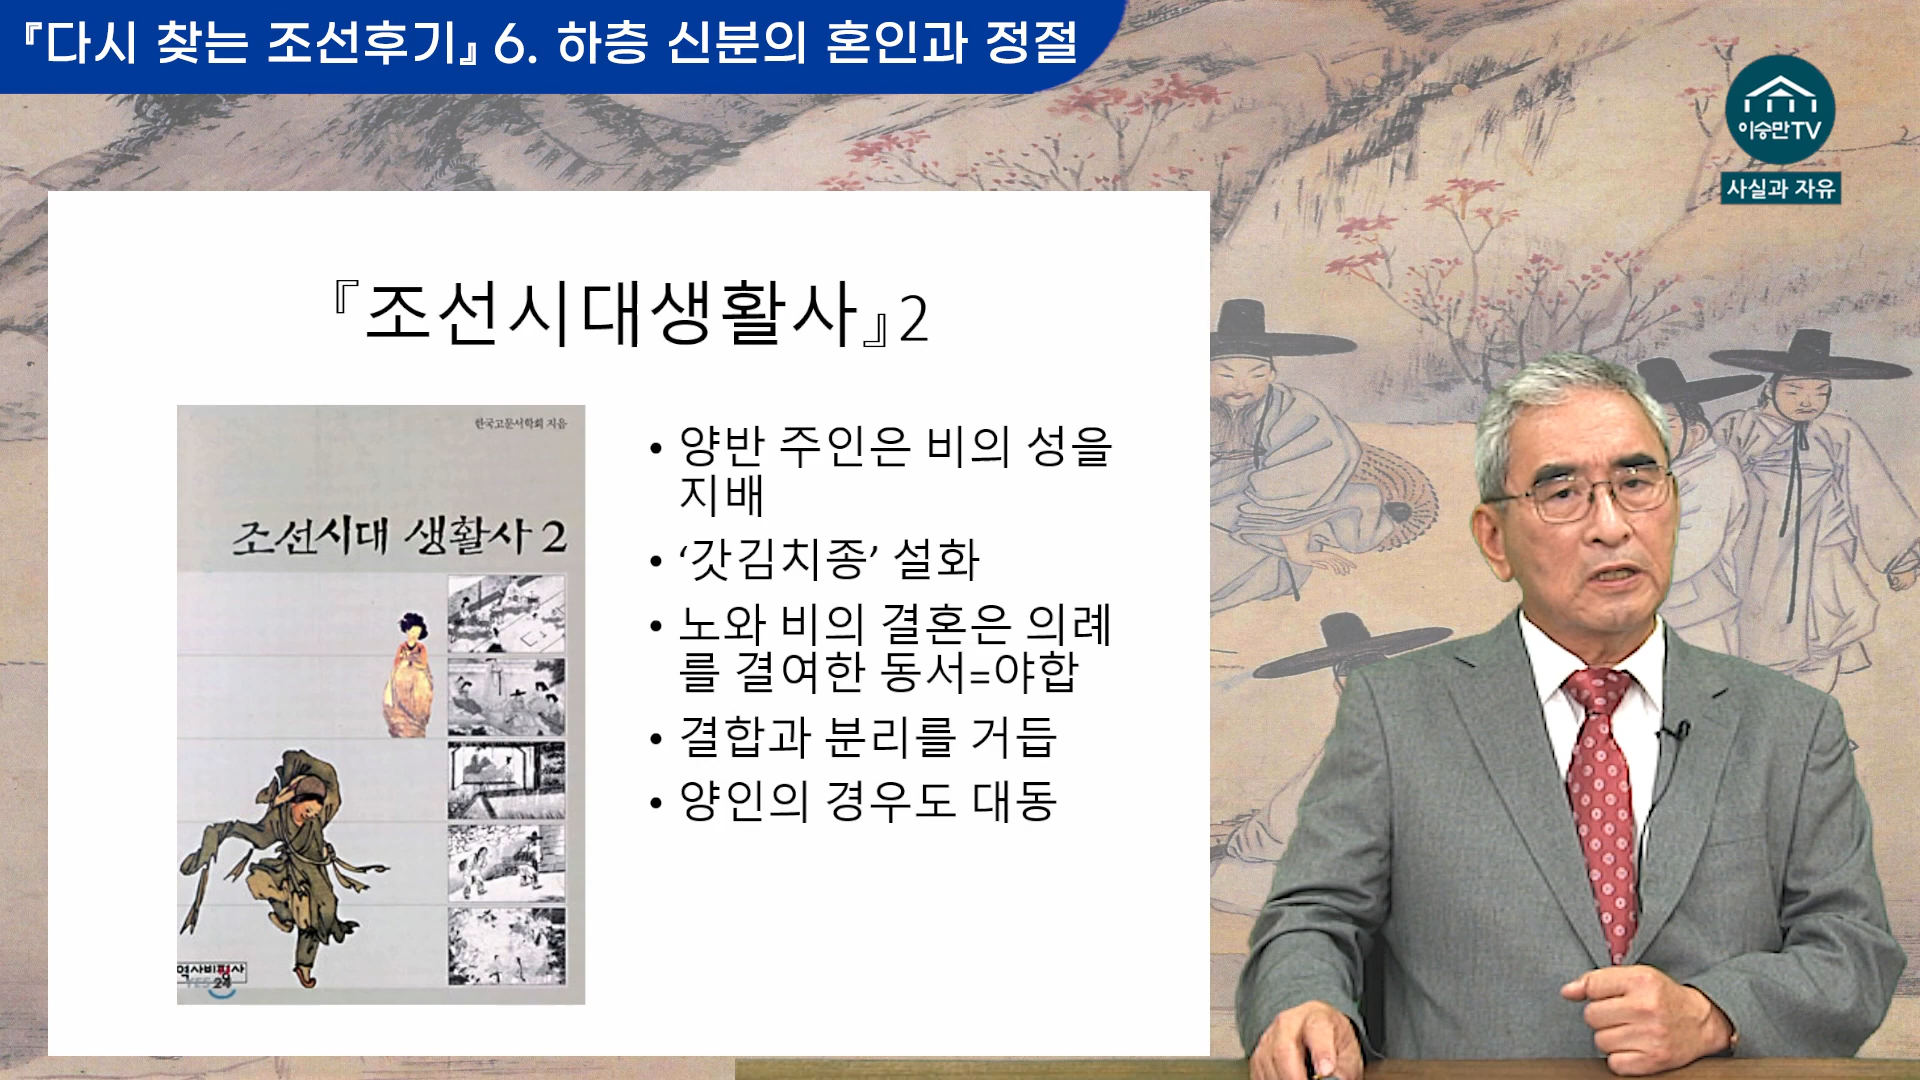 『다시 찾는 조선후기』 6. 하층 신분의 혼인과 정절
이승만TV
사실과 자유
『조선시대생활사』2
한국고문서학회 지음
조선시대 생활사 2
역사비평사
YES24
• 양반 주인은 비의 성을
지배
• ‘갓김치종’ 설화
• 노와 비의 결혼은 의례
를 결여한 동서=야합
• 결합과 분리를 거듭
• 양인의 경우도 대동